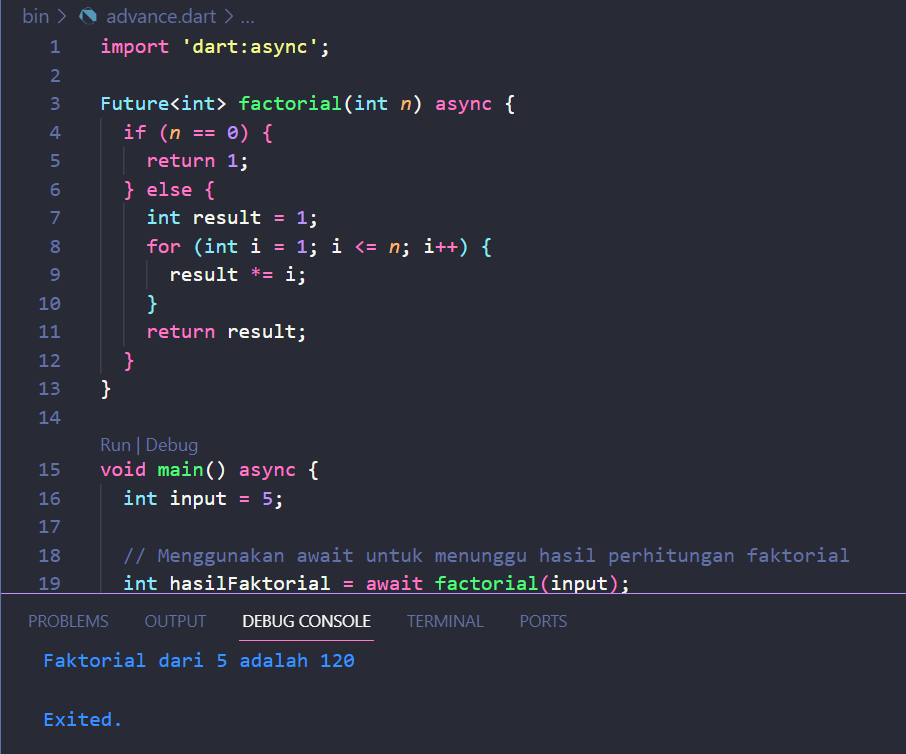 bin > advance.dart > ...
1 import 'dart:async';
2
3 Future<int> factorial(int n) async {
4   if (n == 0) {
5     return 1;
6   } else {
7     int result = 1;
8     for (int i = 1; i <= n; i++) {
9       result *= i;
10     }
11     return result;
12   }
13 }
14
Run | Debug
15 void main() async {
16   int input = 5;
17
18   // Menggunakan await untuk menunggu hasil perhitungan faktorial
19   int hasilFaktorial = await factorial(input);
PROBLEMS OUTPUT DEBUG CONSOLE TERMINAL PORTS
Faktorial dari 5 adalah 120
Exited.